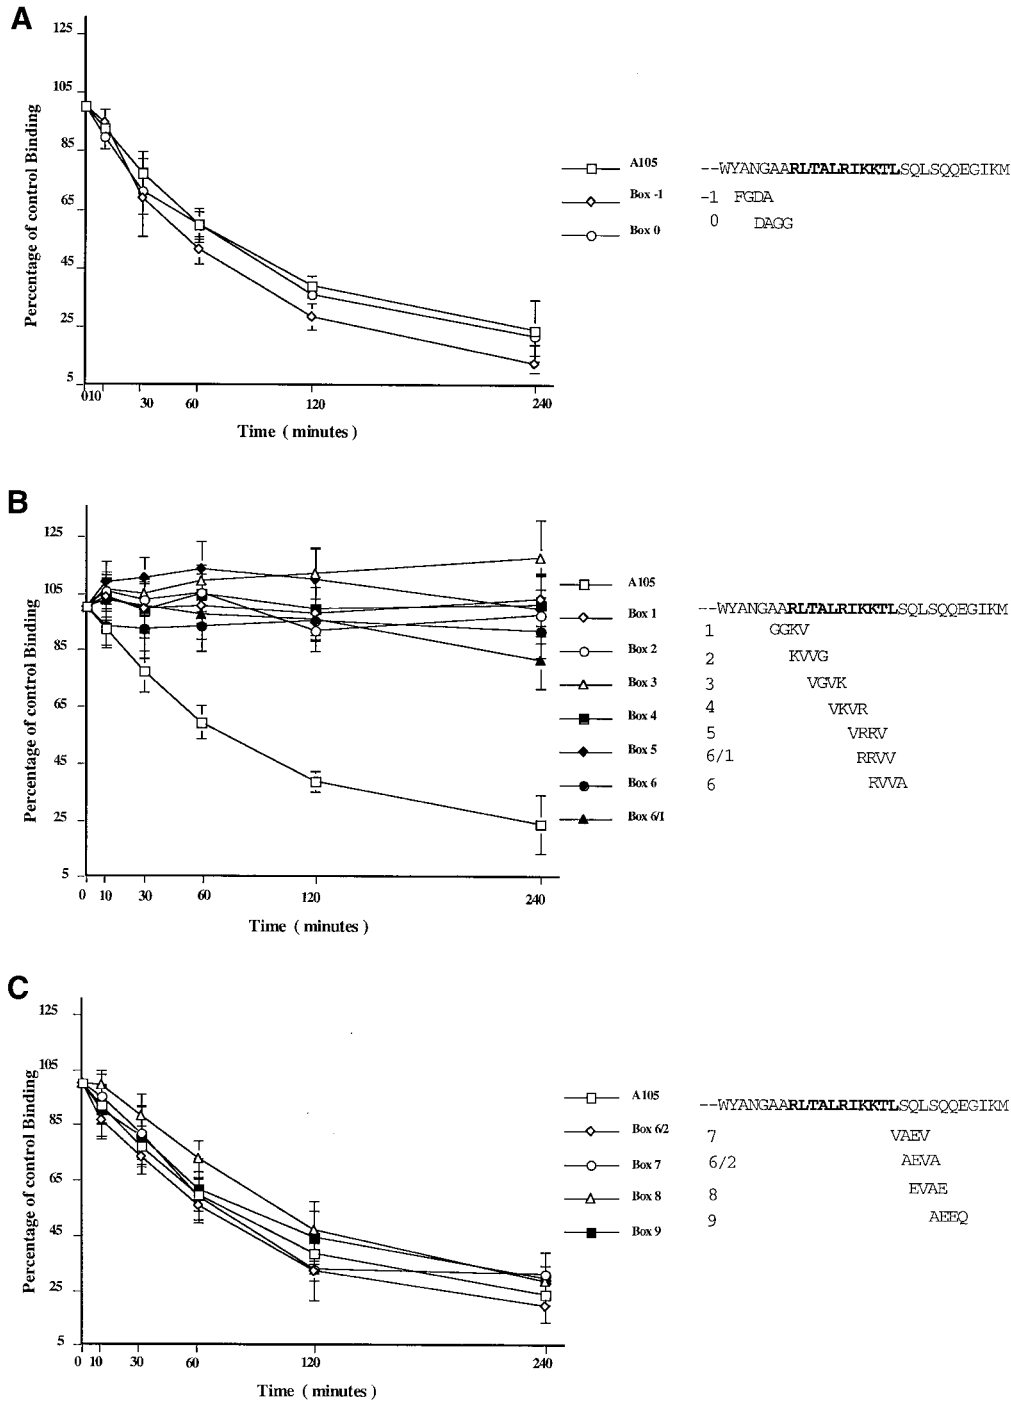 A
125
105
85
65
45
25
5
010 30 60 120 240
Time ( minutes )
Percentage of control Binding
A105
Box -1
Box 0
--WYANGAARLTALRIKKTLSQLSQQEGIKM
-1 FGDA
0 DAGG
B
125
105
85
65
45
25
5
0 10 30 60 120 240
Time ( minutes )
Percentage of control Binding
A105
Box 1
Box 2
Box 3
Box 4
Box 5
Box 6
Box 6/1
--WYANGAARLTALRIKKTLSQLSQQEGIKM
1 GGKV
2 KVVG
3 VGVK
4 VKVR
5 VRRV
6/1 RRVV
6 RVVA
C
125
105
85
65
45
25
5
0 10 30 60 120 240
Time ( minutes )
Percentage of control Binding
A105
Box 6/2
Box 7
Box 8
Box 9
--WYANGAARLTALRIKKTLSQLSQQEGIKM
7 VAEV
6/2 AEVA
8 EVAE
9 AEEQ